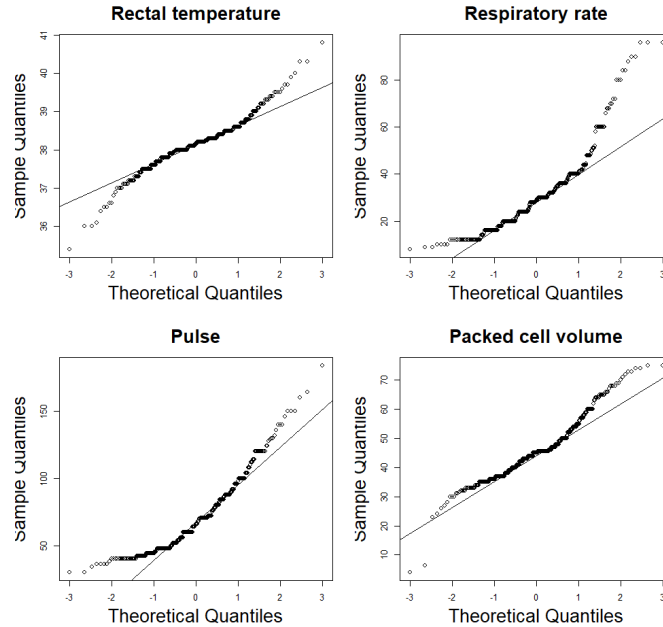 Rectal temperature
Sample Quantiles
36 37 38 39 40 41
-3 -2 -1 0 1 2 3
Theoretical Quantiles
Respiratory rate
Sample Quantiles
20 40 60 80
-3 -2 -1 0 1 2 3
Theoretical Quantiles
Pulse
Sample Quantiles
50 100 150
-3 -2 -1 0 1 2 3
Theoretical Quantiles
Packed cell volume
Sample Quantiles
10 20 30 40 50 60 70
-3 -2 -1 0 1 2 3
Theoretical Quantiles